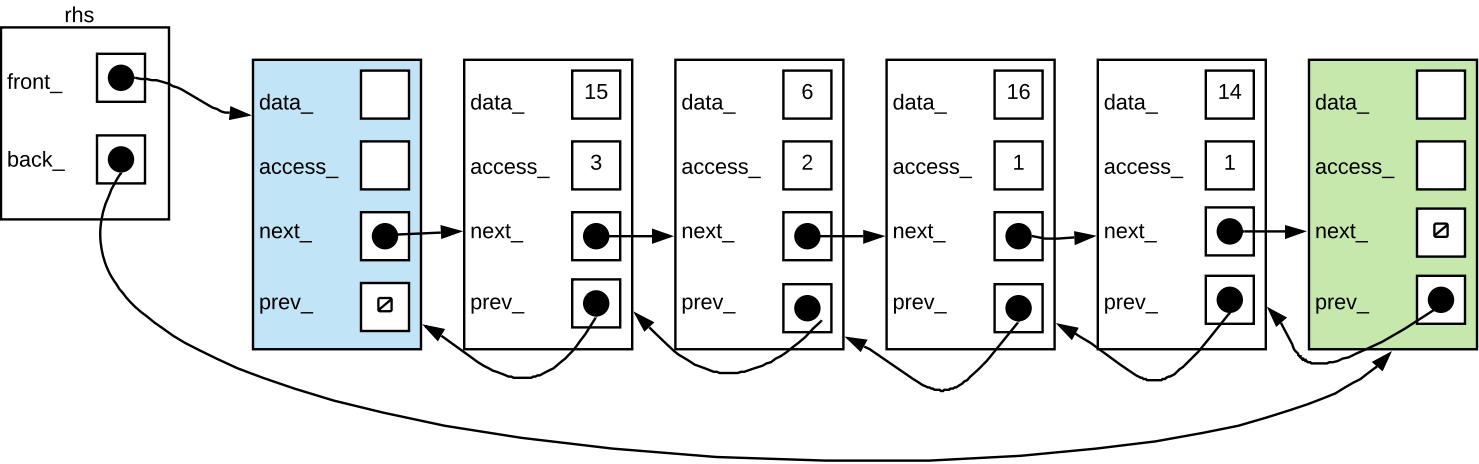 rhs
front_
back_
data_
access_
next_
prev_
data_ 15
access_ 3
next_
prev_
data_ 6
access_ 2
next_
prev_
data_ 16
access_ 1
next_
prev_
data_ 14
access_ 1
next_
prev_
data_
access_
next_
prev_